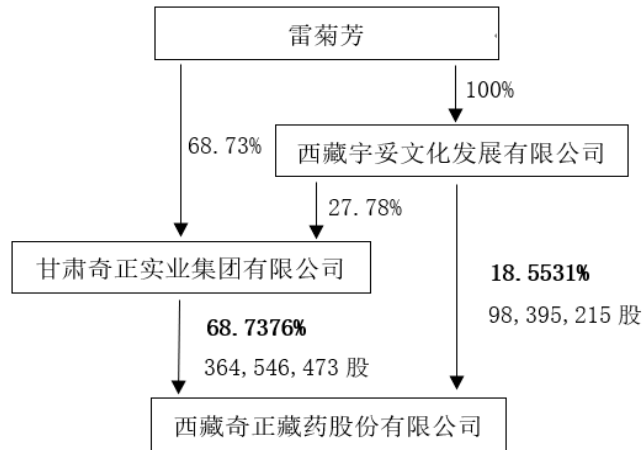 雷菊芳
100%
68.73%
西藏宇妥文化发展有限公司
27.78%
甘肃奇正实业集团有限公司
18.5531%
98,395,215 股
68.7376%
364,546,473 股
西藏奇正藏药股份有限公司